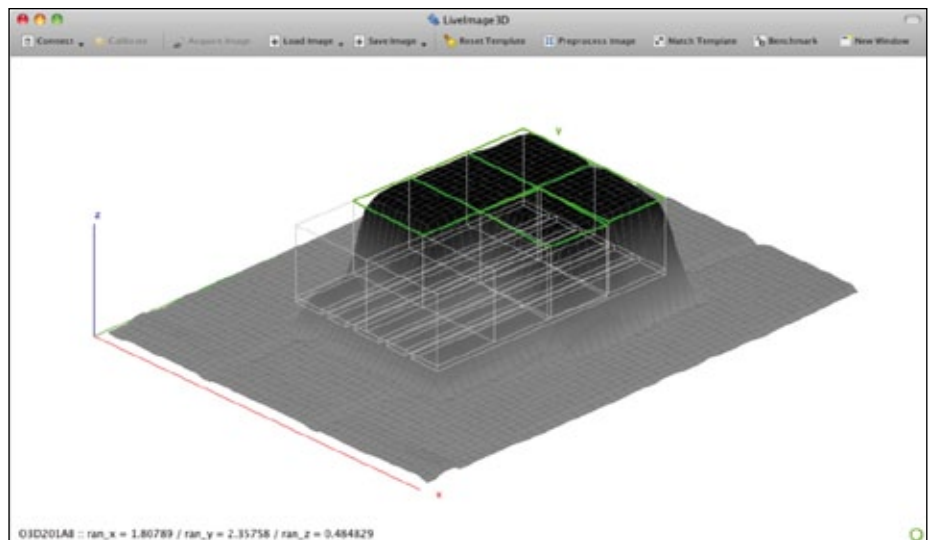 LiveImage3D
Connect Calibrate Acquire Image Load Image Save Image Reset Template Preprocess Image Match Template Benchmark New Window
y
z
x
O3D201AB :: ran_x = 1.80789 / ran_y = 2.35758 / ran_z = 0.484829